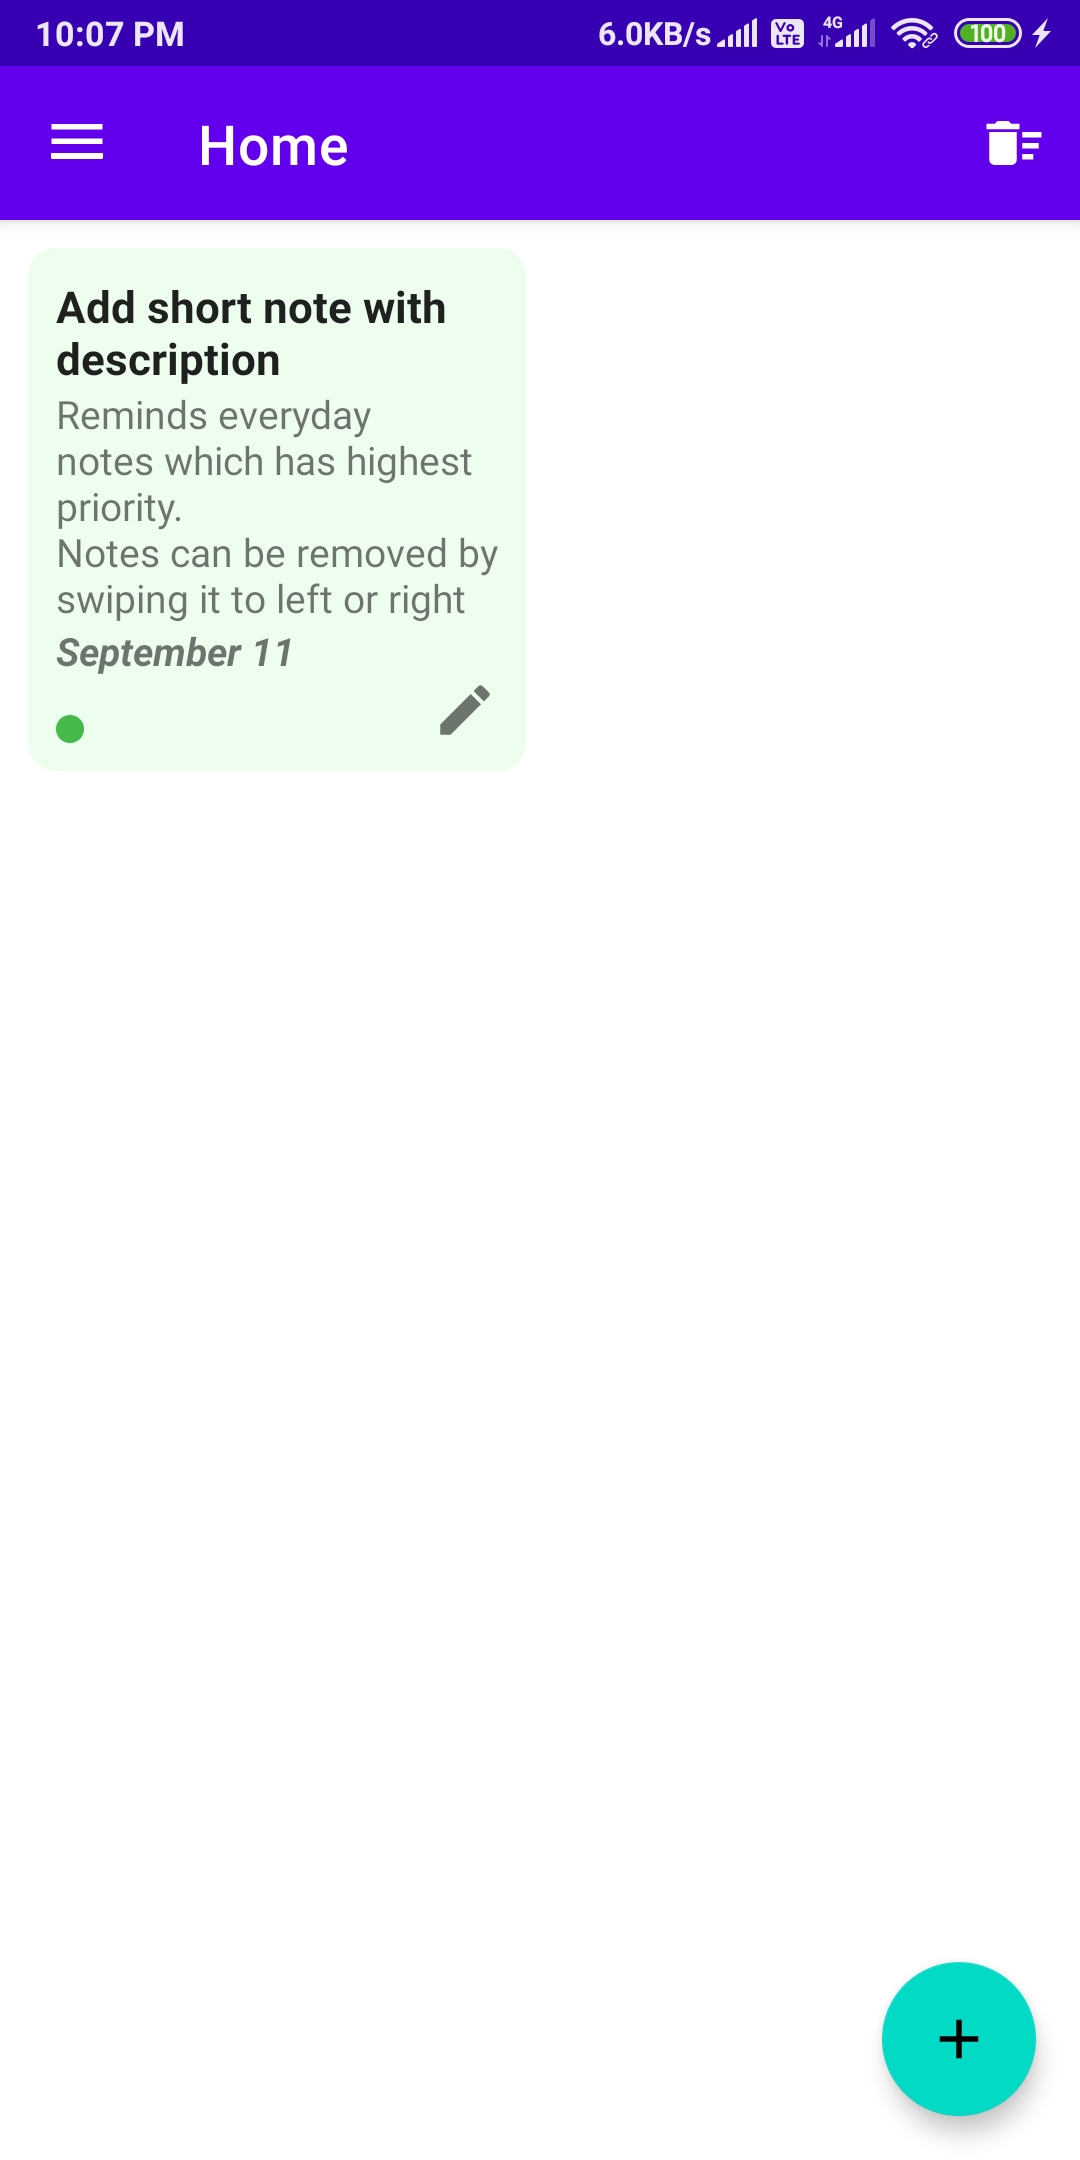 10:07 PM 6.0KB/s Vo LTE 4G 100
Home
Add short note with
description
Reminds everyday
notes which has highest
priority.
Notes can be removed by
swiping it to left or right
September 11